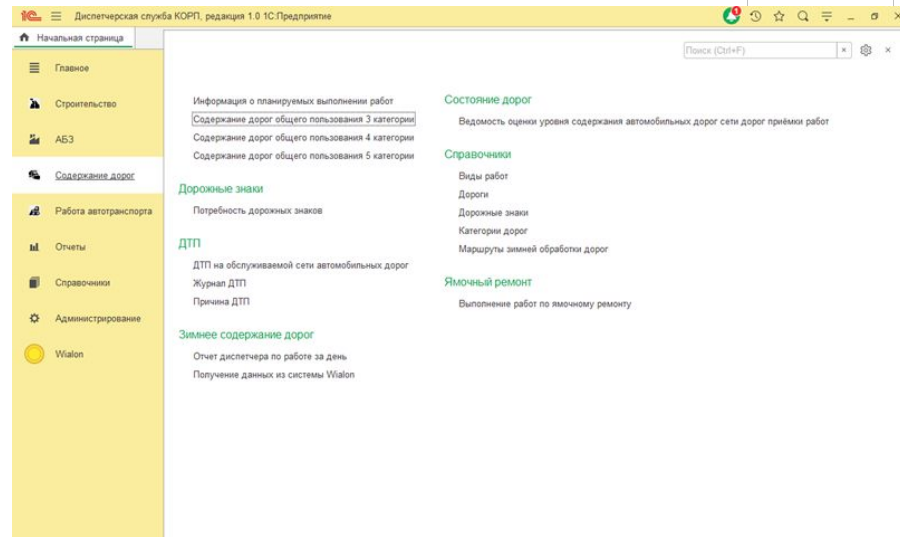 1С
Диспетчерская служба КОРП, редакция 1.0 1С:Предприятие
1
Начальная страница
Поиск (Ctrl+F)
Главное
Строительство
АБЗ
Содержание дорог
Работа автотранспорта
Отчеты
Справочники
Администрирование
Wialon
Информация о планируемых выполнении работ
Содержание дорог общего пользования 3 категории
Содержание дорог общего пользования 4 категории
Содержание дорог общего пользования 5 категории
Дорожные знаки
Потребность дорожных знаков
ДТП
ДТП на обслуживаемой сети автомобильных дорог
Журнал ДТП
Причина ДТП
Зимнее содержание дорог
Отчет диспетчера по работе за день
Получение данных из системы Wialon
Состояние дорог
Ведомость оценки уровня содержания автомобильных дорог сети дорог приёмки работ
Справочники
Виды работ
Дороги
Дорожные знаки
Категории дорог
Маршруты зимней обработки дорог
Ямочный ремонт
Выполнение работ по ямочному ремонту